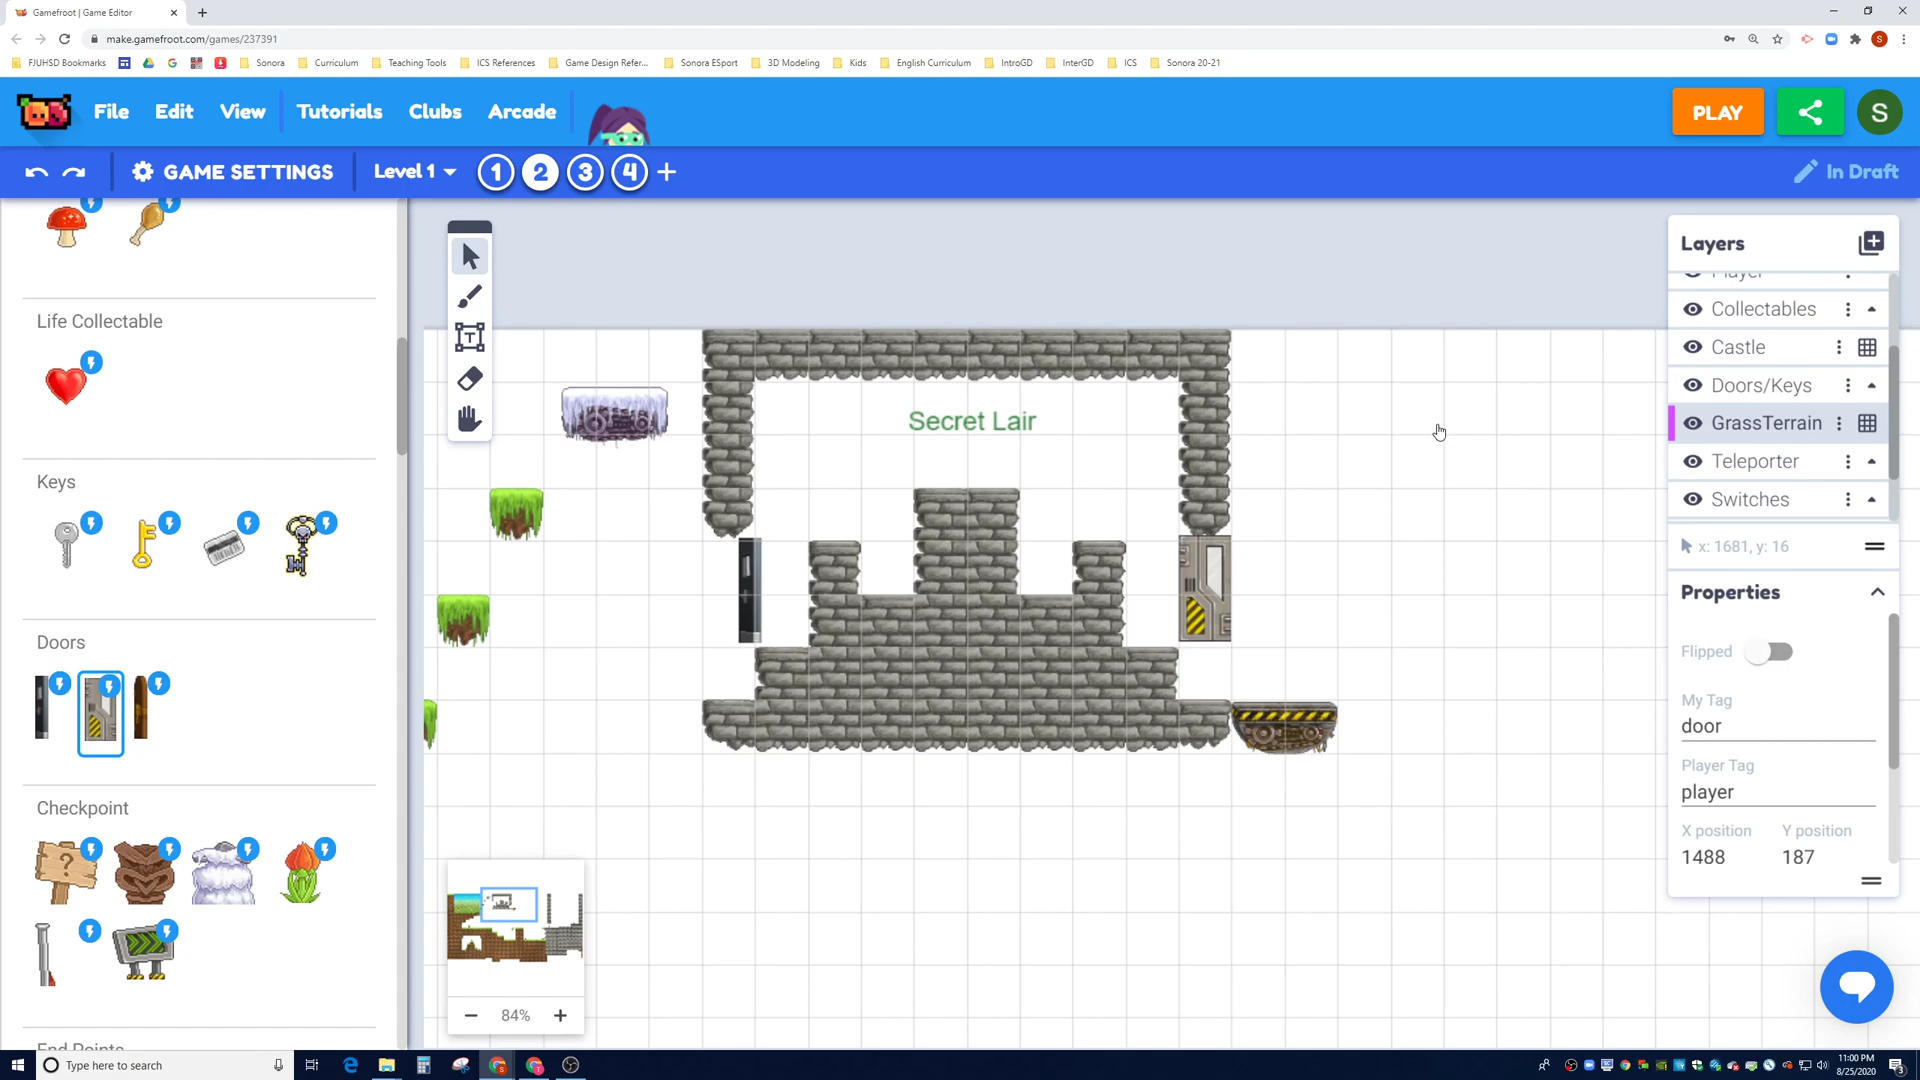 Gamefroot | Game Editor
make.gamefroot.com/games/237391
FJUHSD Bookmarks Sonora Curriculum Teaching Tools ICS References Game Design Refer... Sonora ESport 3D Modeling Kids English Curriculum IntroGD InterGD ICS Sonora 20-21
File Edit View Tutorials Clubs Arcade PLAY S
GAME SETTINGS Level 1 1 2 3 4 + In Draft
Life Collectable
Keys
Doors
Checkpoint
End Points
Secret Lair
84%
Layers
Player
Collectables
Castle
Doors/Keys
GrassTerrain
Teleporter
Switches
x: 1681, y: 16
Properties
Flipped
My Tag
door
Player Tag
player
X position Y position
1488 187
Type here to search
11:00 PM
8/25/2020